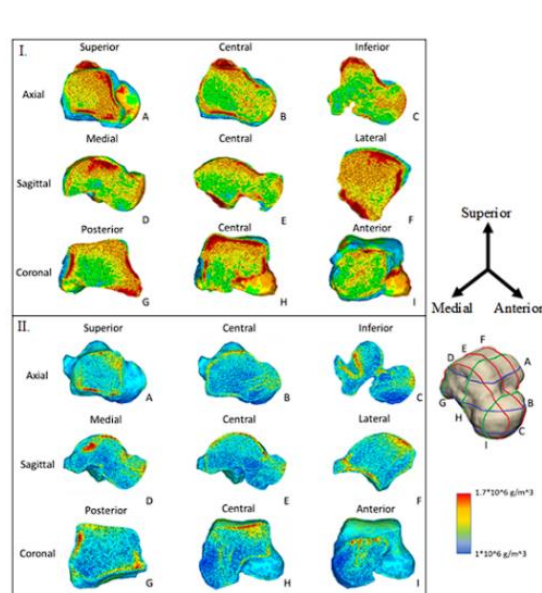 I.
Superior Central Inferior
Axial
A B C
Medial Central Lateral
Sagittal
D E F
Posterior Central Anterior
Coronal
G H I
II.
Superior Central Inferior
Axial
A B C
Medial Central Lateral
Sagittal
D E F
Posterior Central Anterior
Coronal
G H I
Superior
Medial Anterior
F
E
D A
G B
H C
I
1.7*10^6 g/m^3
1*10^6 g/m^3